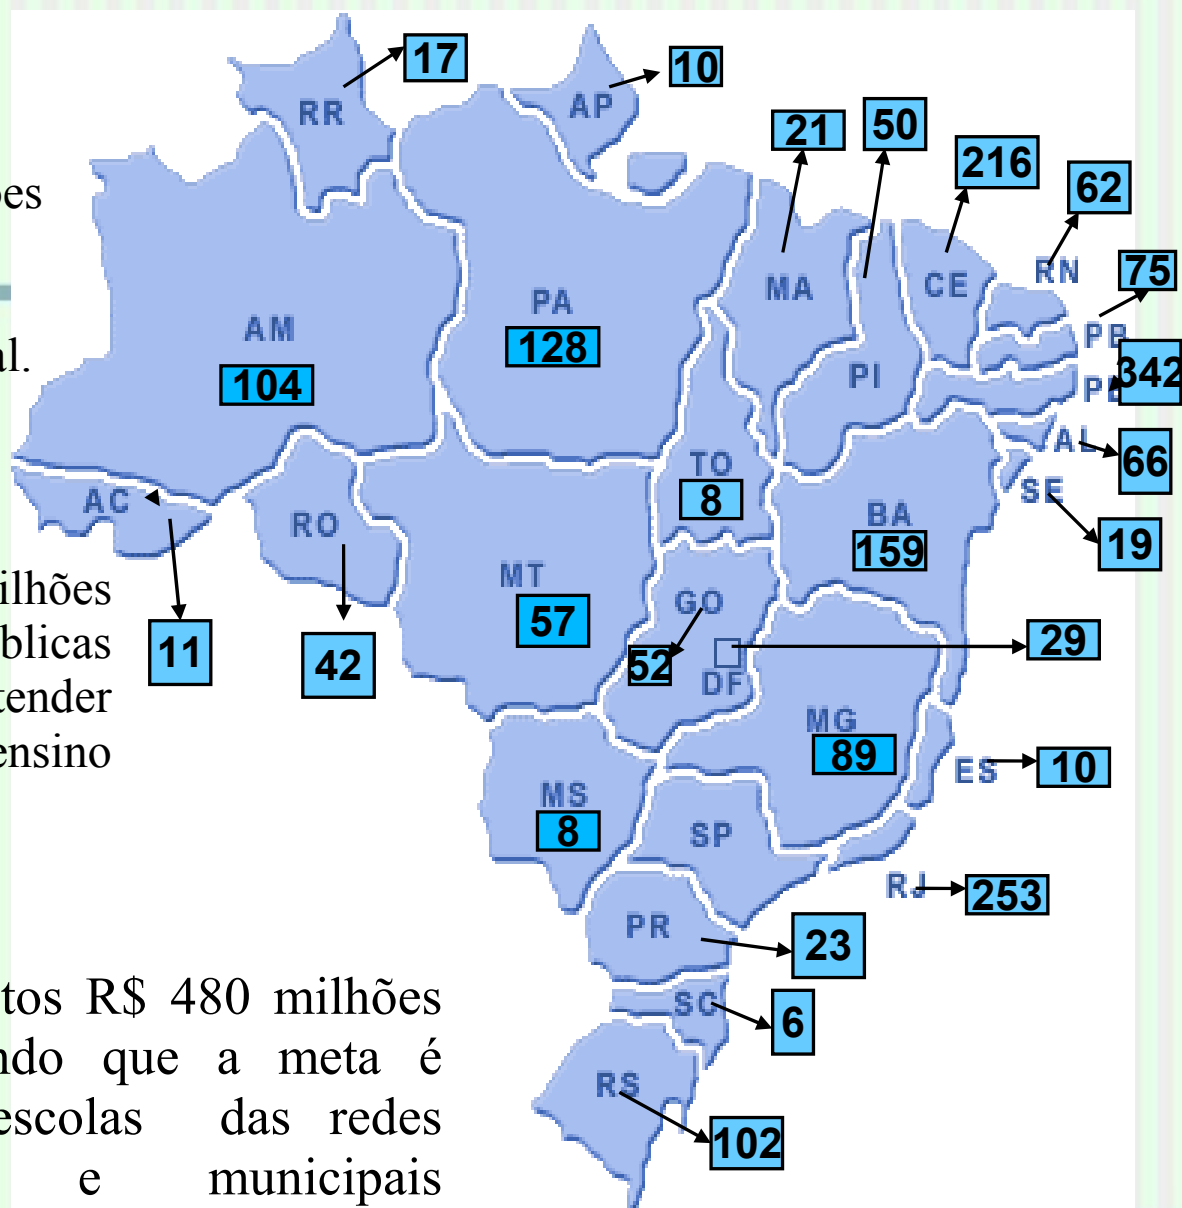 17
10
RR
AP
21
50
216
62
ões
RN
75
MA
CE
PA
AM
128
PB
al.
104
PI
342
AL
66
TO
8
AC
SE
RO
BA
159
19
MT
ilhões
GO
57
blicas
11
42
52
29
tender
DF
MG
ensino
89
ES
10
MS
8
SP
RJ
253
PR
23
tos R$ 480 milhões
SC
6
ndo que a meta é
RS
escolas das redes
102
e municipais